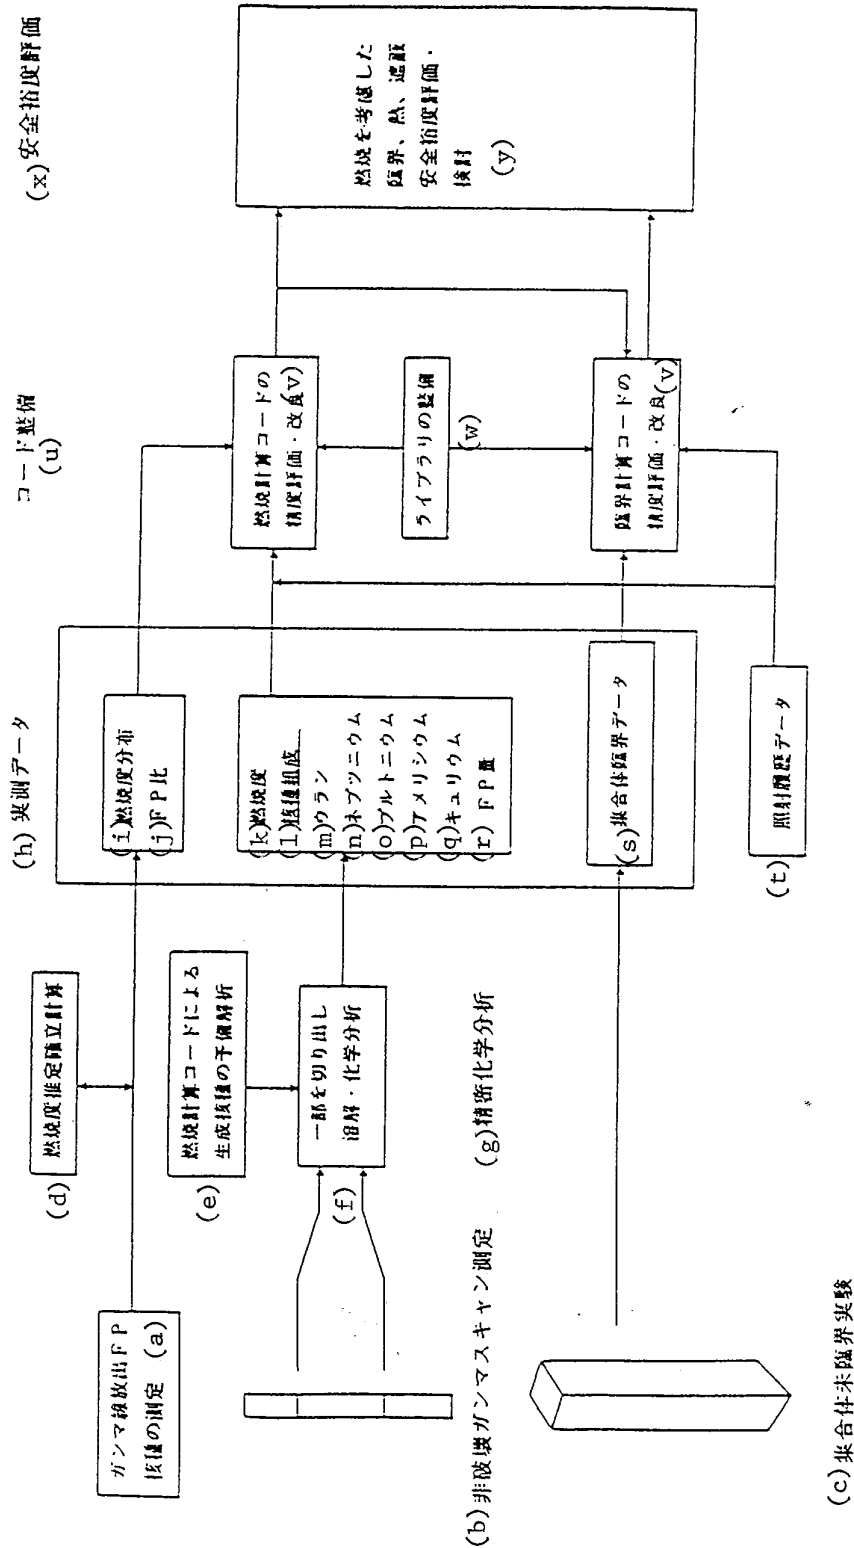 ガンマ線放出FP
核種の測定 (a)
(b)非破壊ガンマスキャン測定
(c)集合体未臨界実験
(d)
燃焼度推定確立計算
(e)
燃焼計算コードによる
生成核種の予備解析
(f)
一部を切り出し
溶解・化学分析
(g)精密化学分析
(h)実測データ
(i)燃焼度分布
(j)FP比
(k)燃焼度
(l)核種組成
(m)ウラン
(n)ネプツニウム
(o)プルトニウム
(p)アメリシウム
(q)キュリウム
(r)FP量
(s)集合体臨界データ
(t)
照射履歴データ
コード整備
(u)
燃焼計算コードの
精度評価・改良(v)
ライブラリの整備
(w)
臨界計算コードの
精度評価・改良(v)
(x)安全裕度評価
燃焼を考慮した
臨界、熱、遮蔽
安全裕度評価・
検討
(y)